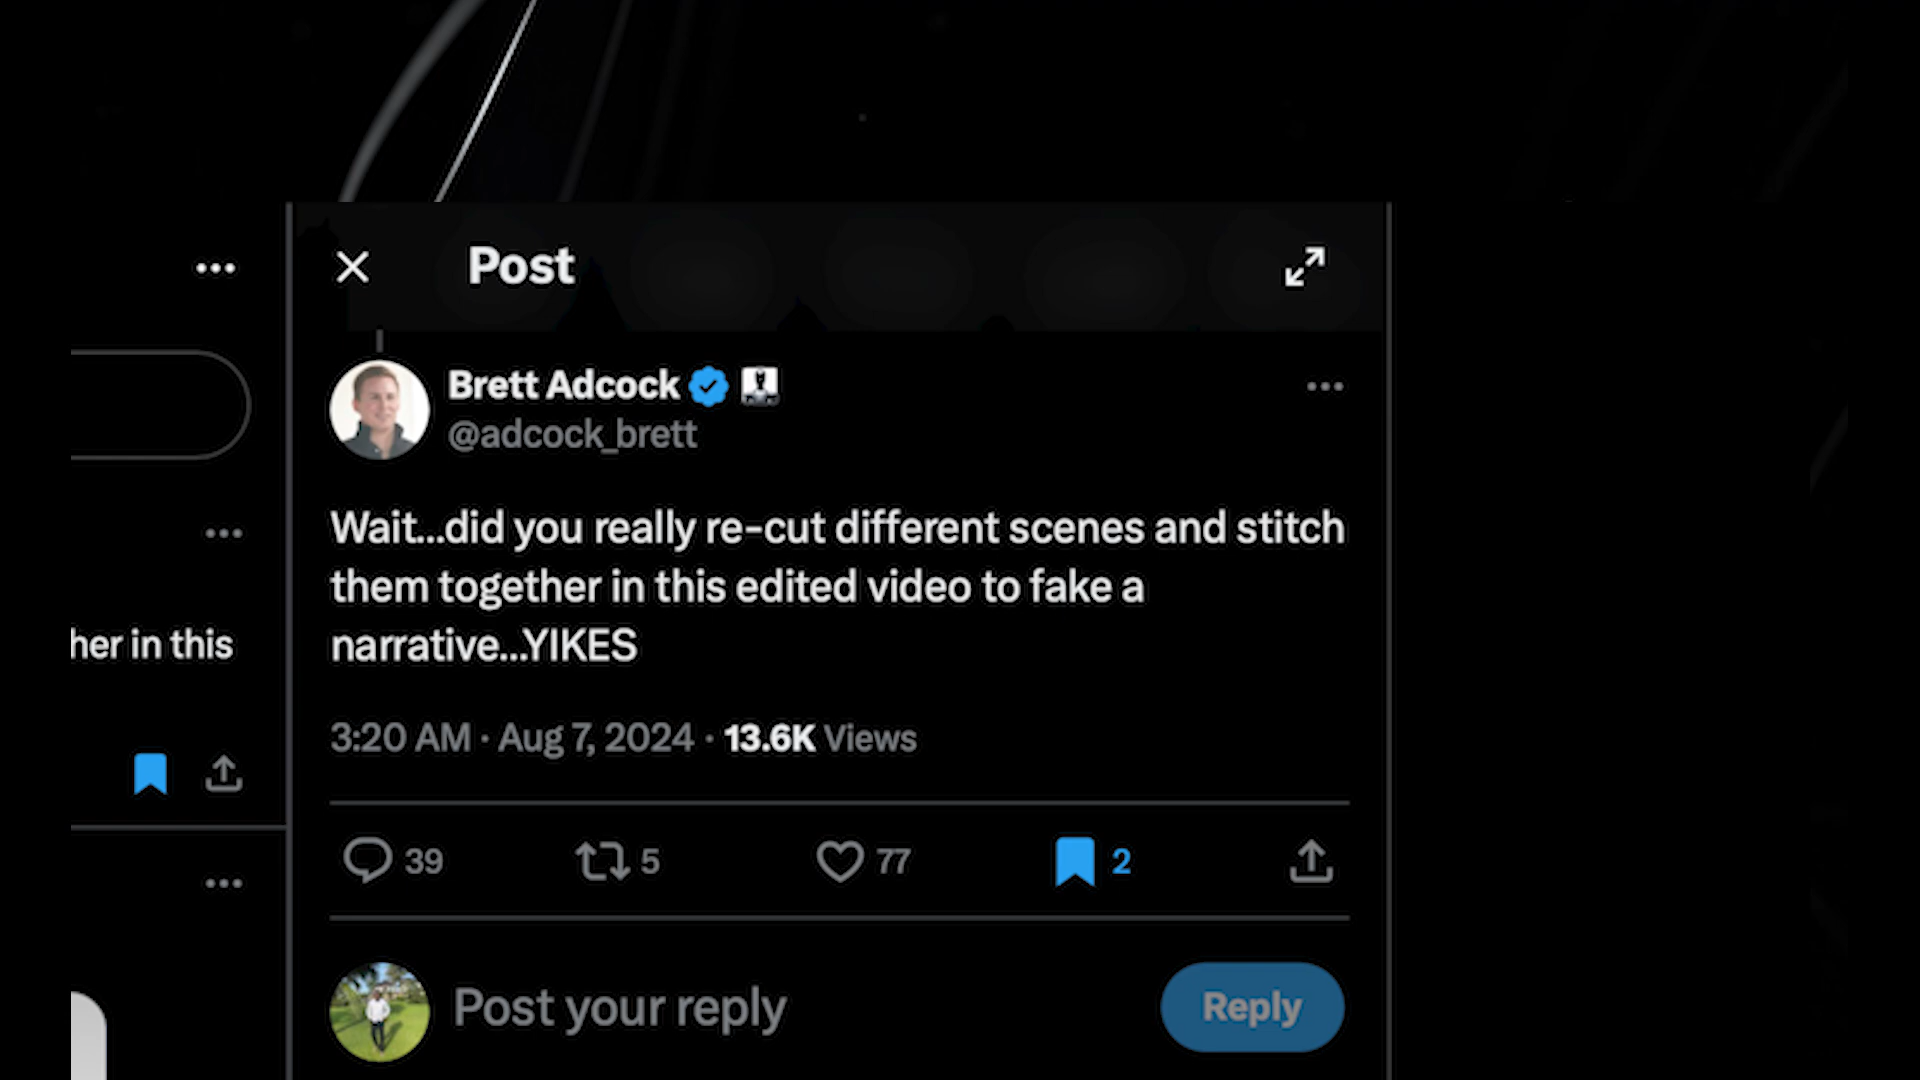 Post
Brett Adcock
@adcock_brett
Wait...did you really re-cut different scenes and stitch
them together in this edited video to fake a
narrative...YIKES
her in this
3:20 AM · Aug 7, 2024 · 13.6K Views
39 5 77 2
Post your reply
Reply